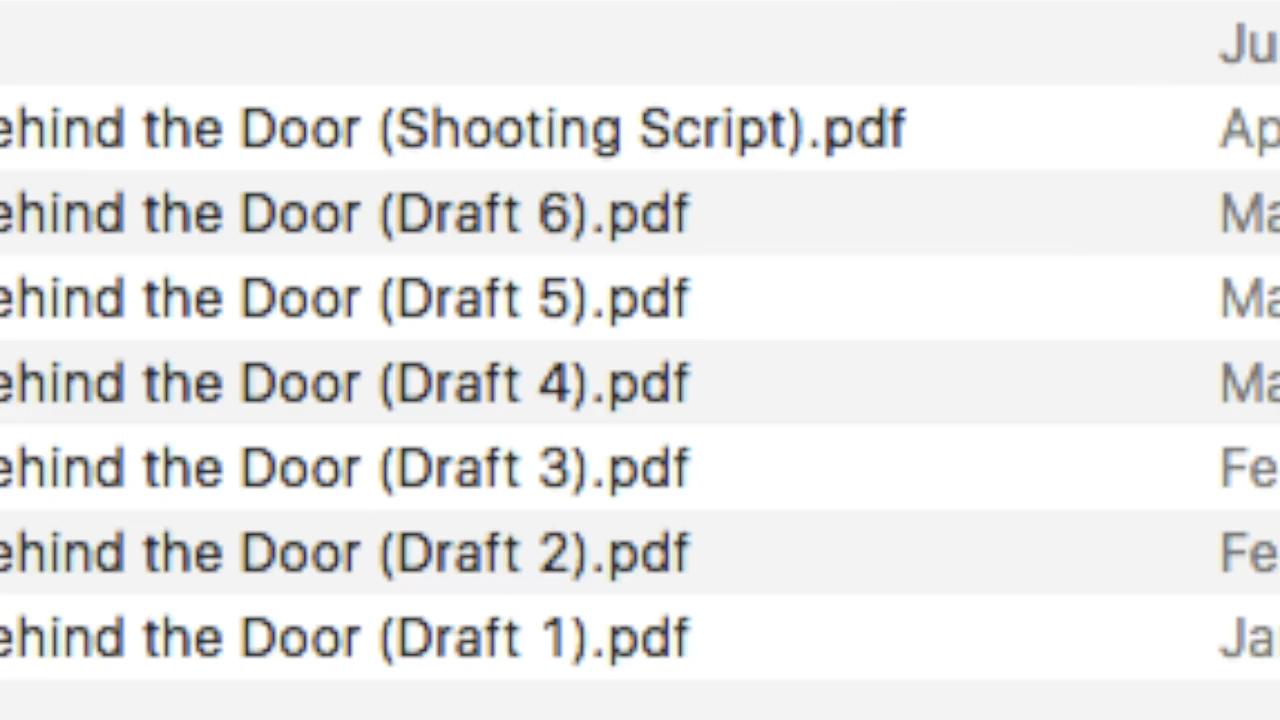 Ju
ehind the Door (Shooting Script).pdf Ap
ehind the Door (Draft 6).pdf Ma
ehind the Door (Draft 5).pdf Ma
ehind the Door (Draft 4).pdf Ma
ehind the Door (Draft 3).pdf Fe
ehind the Door (Draft 2).pdf Fe
ehind the Door (Draft 1).pdf Ja